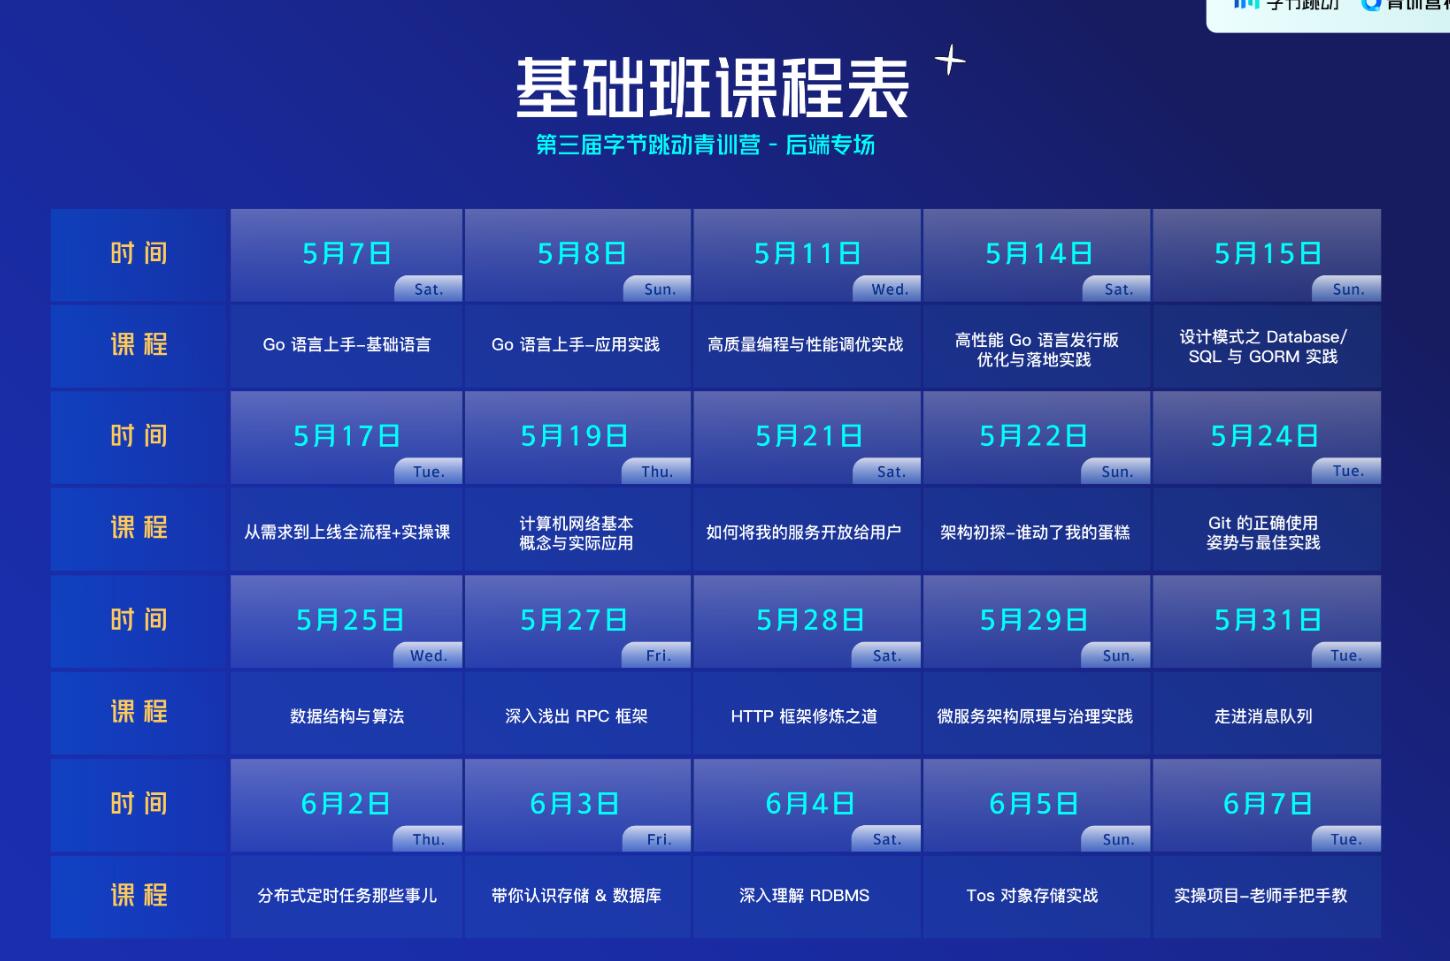 字节跳动 青训营
基础班课程表
第三届字节跳动青训营 - 后端专场
时间 5月7日 5月8日 5月11日 5月14日 5月15日
Sat. Sun. Wed. Sat. Sun.
课程 Go 语言上手-基础语言 Go 语言上手-应用实践 高质量编程与性能调优实战 高性能 Go 语言发行版 设计模式之 Database/
优化与落地实践 SQL 与 GORM 实践
时间 5月17日 5月19日 5月21日 5月22日 5月24日
Tue. Thu. Sat. Sun. Tue.
课程 从需求到上线全流程+实操课 计算机网络基本 如何将我的服务开放给用户 架构初探-谁动了我的蛋糕 Git 的正确使用
概念与实际应用 姿势与最佳实践
时间 5月25日 5月27日 5月28日 5月29日 5月31日
Wed. Fri. Sat. Sun. Tue.
课程 数据结构与算法 深入浅出 RPC 框架 HTTP 框架修炼之道 微服务架构原理与治理实践 走进消息队列
时间 6月2日 6月3日 6月4日 6月5日 6月7日
Thu. Fri. Sat. Sun. Tue.
课程 分布式定时任务那些事儿 带你认识存储 & 数据库 深入理解 RDBMS Tos 对象存储实战 实操项目-老师手把手教